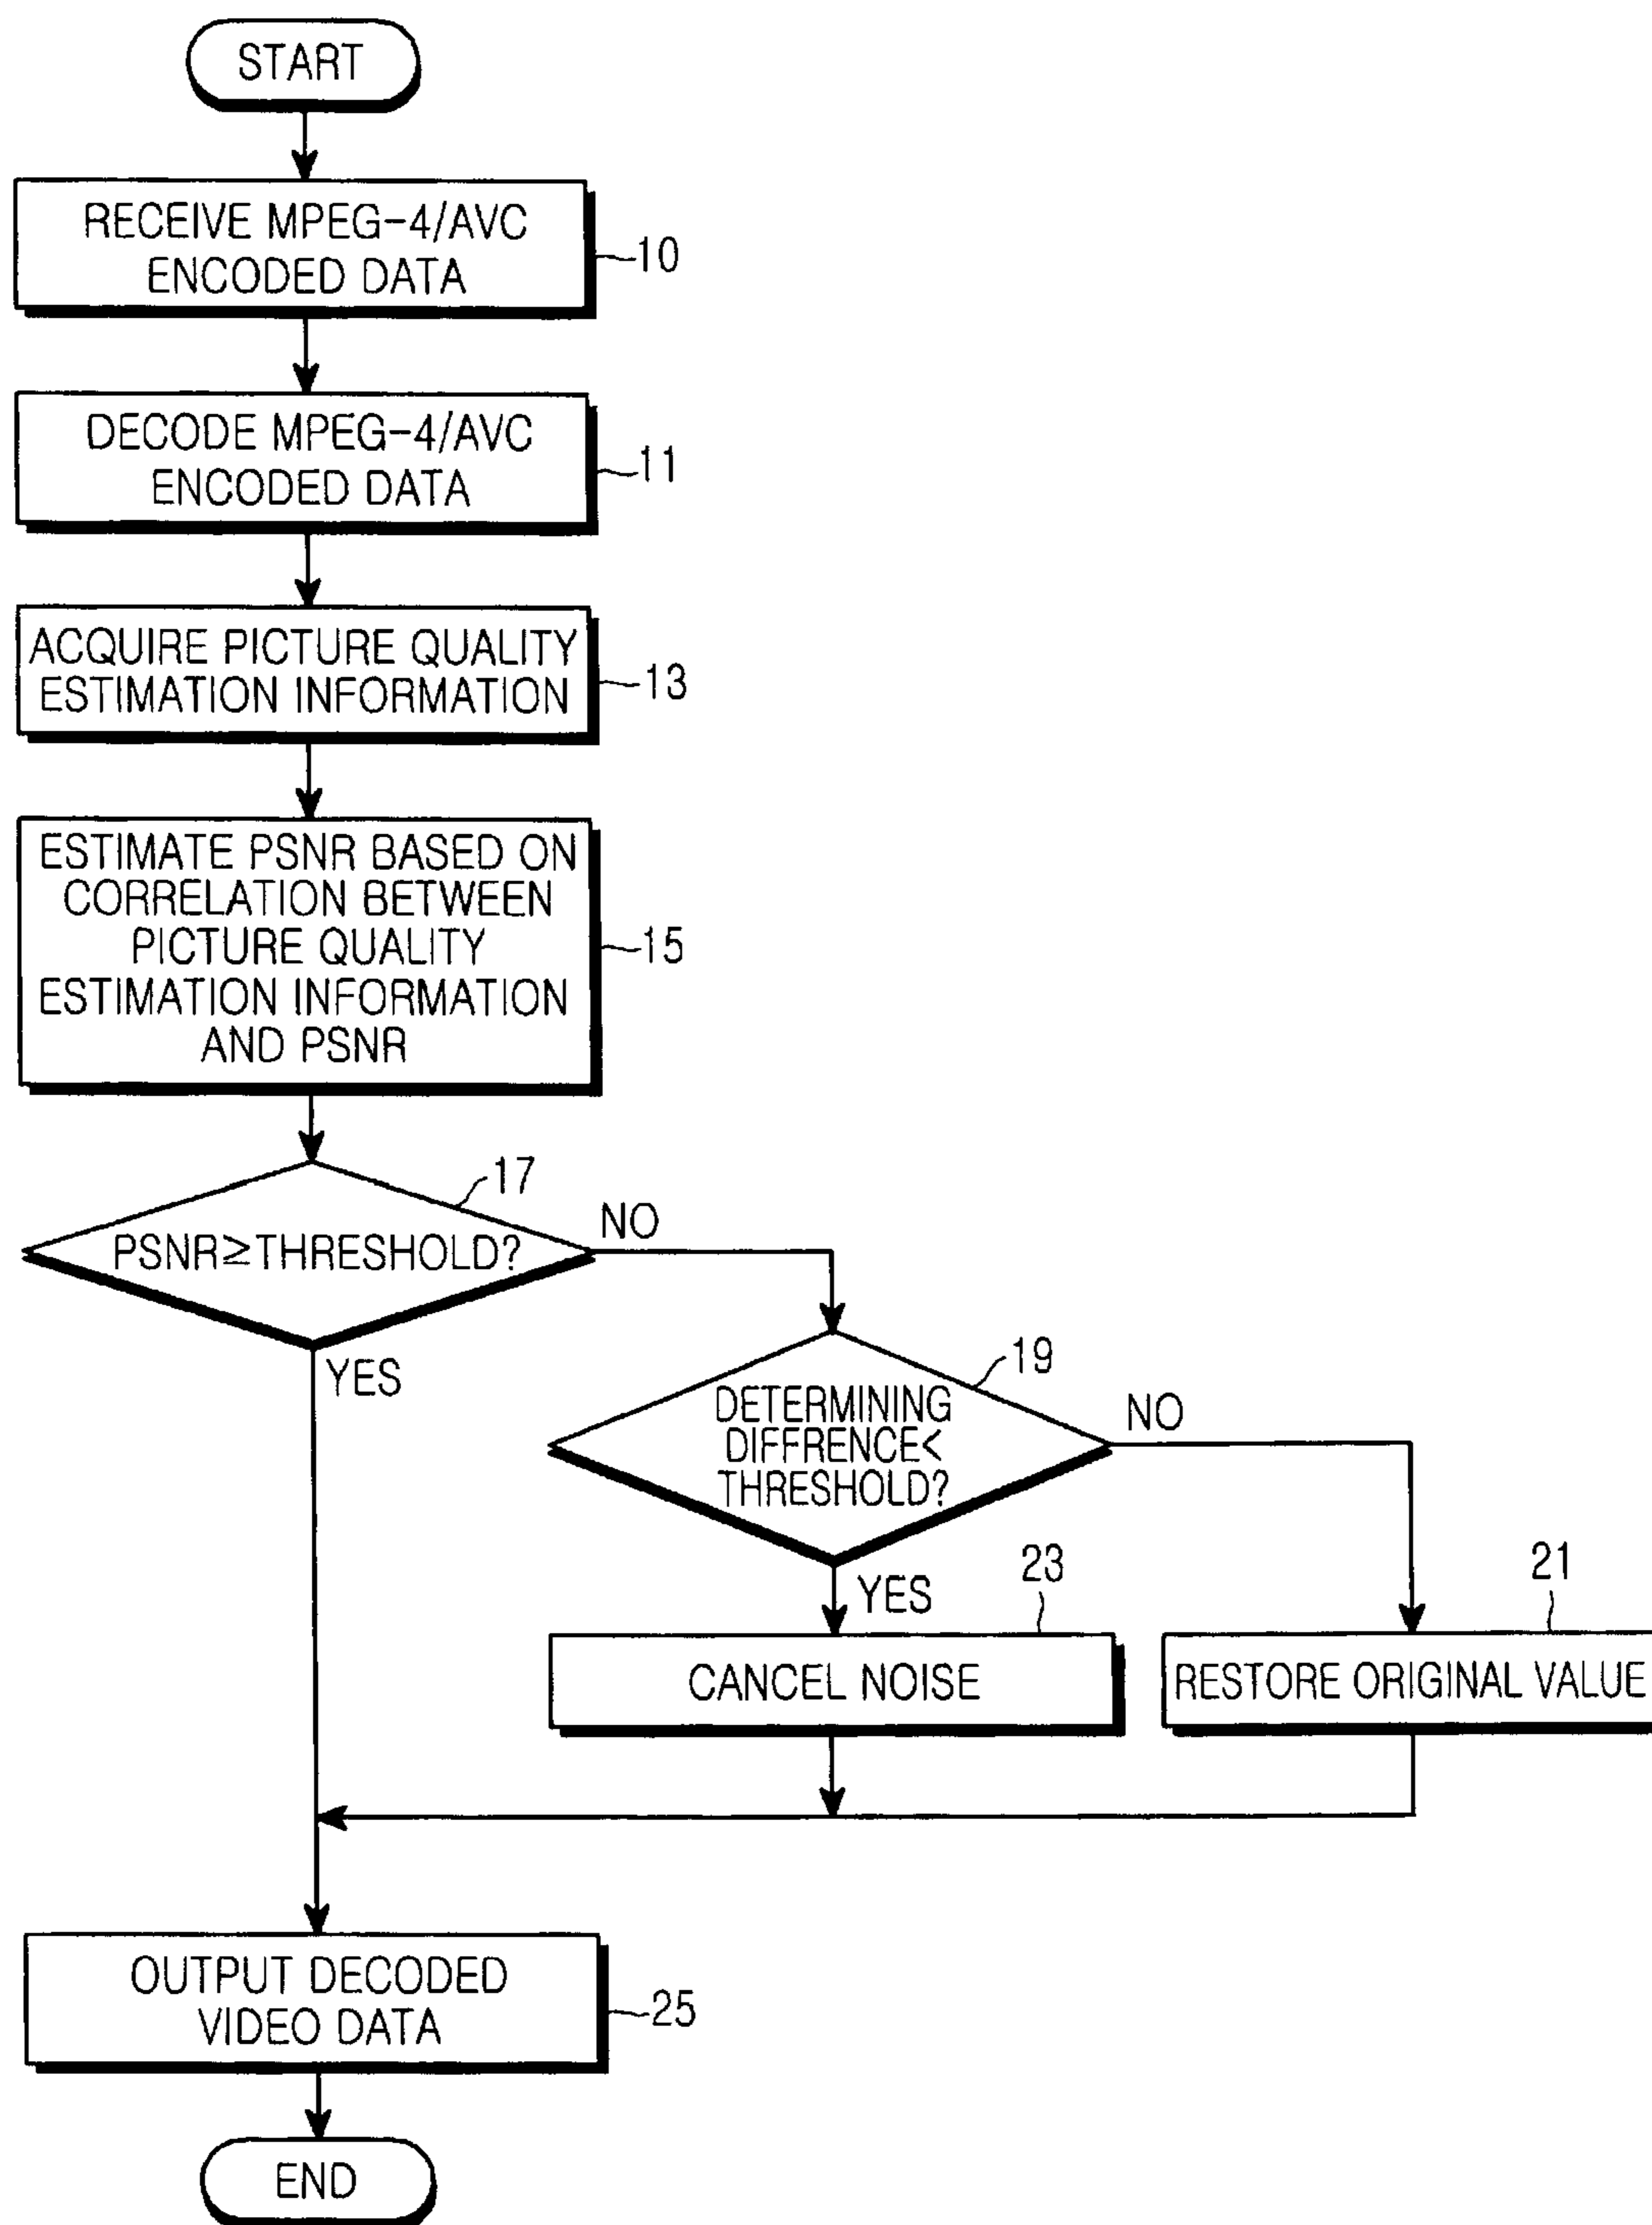 START
RECEIVE MPEG-4/AVC
ENCODED DATA
10
DECODE MPEG-4/AVC
ENCODED DATA
11
ACQUIRE PICTURE QUALITY
ESTIMATION INFORMATION
13
ESTIMATE PSNR BASED ON
CORRELATION BETWEEN
PICTURE QUALITY
ESTIMATION INFORMATION
AND PSNR
15
17
PSNR≥THRESHOLD?
NO
YES
19
DETERMINING
DIFFRENCE<
THRESHOLD?
NO
YES
23
CANCEL NOISE
21
RESTORE ORIGINAL VALUE
OUTPUT DECODED
VIDEO DATA
25
END